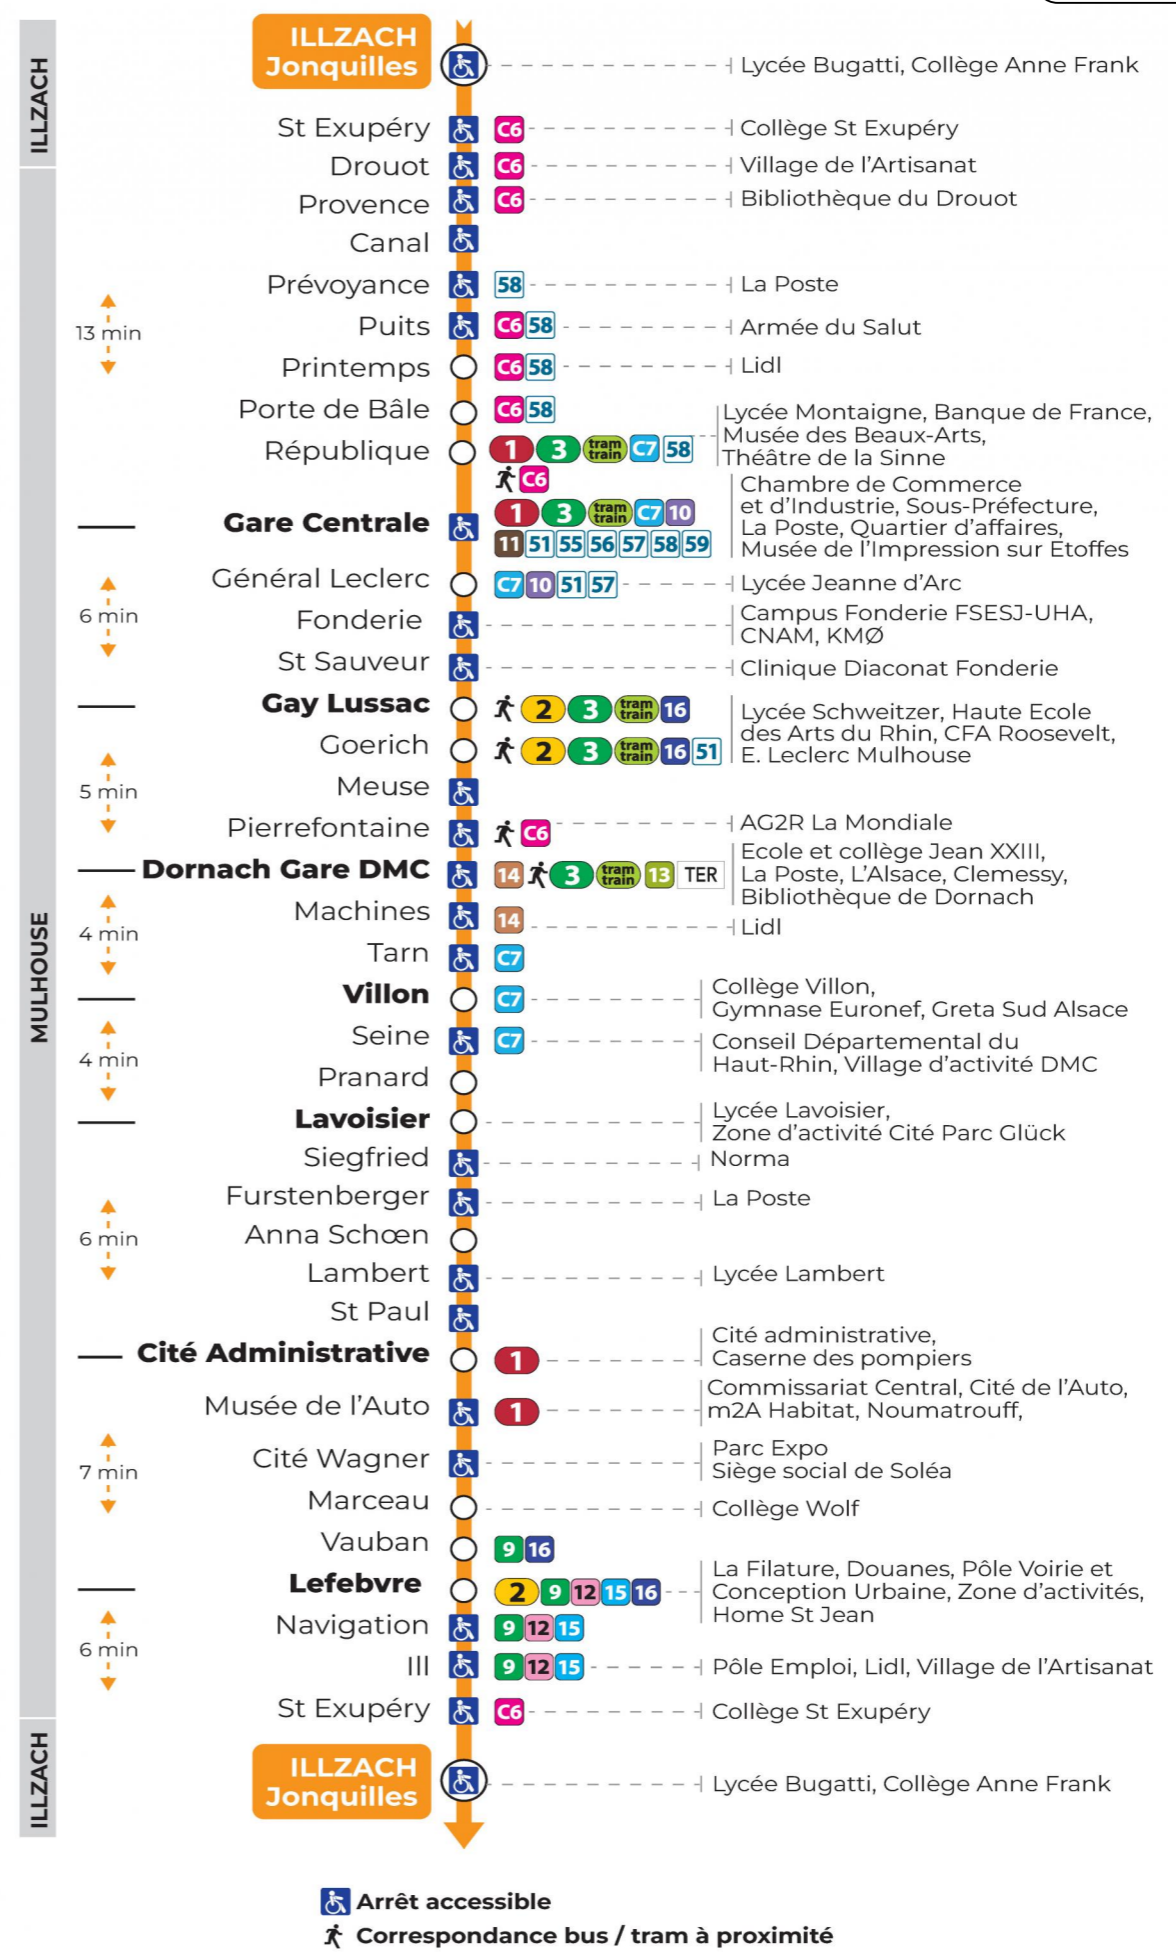 ILLZACH
ILLZACH
Jonquilles
Lycée Bugatti, Collège Anne Frank
St Exupéry C6 Collège St Exupéry
Drouot C6 Village de l'Artisanat
Provence C6 Bibliothèque du Drouot
Canal
Prévoyance 58 La Poste
13 min
Puits C6 58 Armée du Salut
Printemps C6 58 Lidl
Porte de Bâle C6 58
République 1 3 tram train C7 58
C6
Lycée Montaigne, Banque de France,
Musée des Beaux-Arts,
Théâtre de la Sinne
Gare Centrale 1 3 tram train C7 10
11 51 55 56 57 58 59
Chambre de Commerce
et d'Industrie, Sous-Préfecture,
La Poste, Quartier d'affaires,
Musée de l'Impression sur Etoffes
Général Leclerc C7 10 51 57 Lycée Jeanne d'Arc
6 min
Fonderie
Campus Fonderie FSESJ-UHA,
CNAM, KMØ
St Sauveur Clinique Diaconat Fonderie
Gay Lussac 2 3 tram train 16
Goerich 2 3 tram train 16 51
Lycée Schweitzer, Haute Ecole
des Arts du Rhin, CFA Roosevelt,
E. Leclerc Mulhouse
5 min
Meuse
Pierrefontaine C6 AG2R La Mondiale
Dornach Gare DMC 14 3 tram train 13 TER
Ecole et collège Jean XXIII,
La Poste, L'Alsace, Clemessy,
Bibliothèque de Dornach
MULHOUSE
Machines 14 Lidl
4 min
Tarn C7
Villon C7
Collège Villon,
Gymnase Euronef, Greta Sud Alsace
Seine C7
Conseil Départemental du
Haut-Rhin, Village d'activité DMC
4 min
Pranard
Lavoisier
Lycée Lavoisier,
Zone d'activité Cité Parc Glück
Siegfried Norma
Furstenberger La Poste
Anna Schœn
6 min
Lambert Lycée Lambert
St Paul
Cité Administrative 1
Cité administrative,
Caserne des pompiers
Musée de l'Auto 1
Commissariat Central, Cité de l'Auto,
m2A Habitat, Noumatrouff,
Cité Wagner
Parc Expo
Siège social de Soléa
7 min
Marceau Collège Wolf
Vauban 9 16
Lefebvre 2 9 12 15 16
La Filature, Douanes, Pôle Voirie et
Conception Urbaine, Zone d'activités,
Home St Jean
Navigation 9 12 15
6 min
Ill 9 12 15 Pôle Emploi, Lidl, Village de l'Artisanat
St Exupéry C6 Collège St Exupéry
ILLZACH
ILLZACH
Jonquilles
Lycée Bugatti, Collège Anne Frank
Arrêt accessible
Correspondance bus / tram à proximité